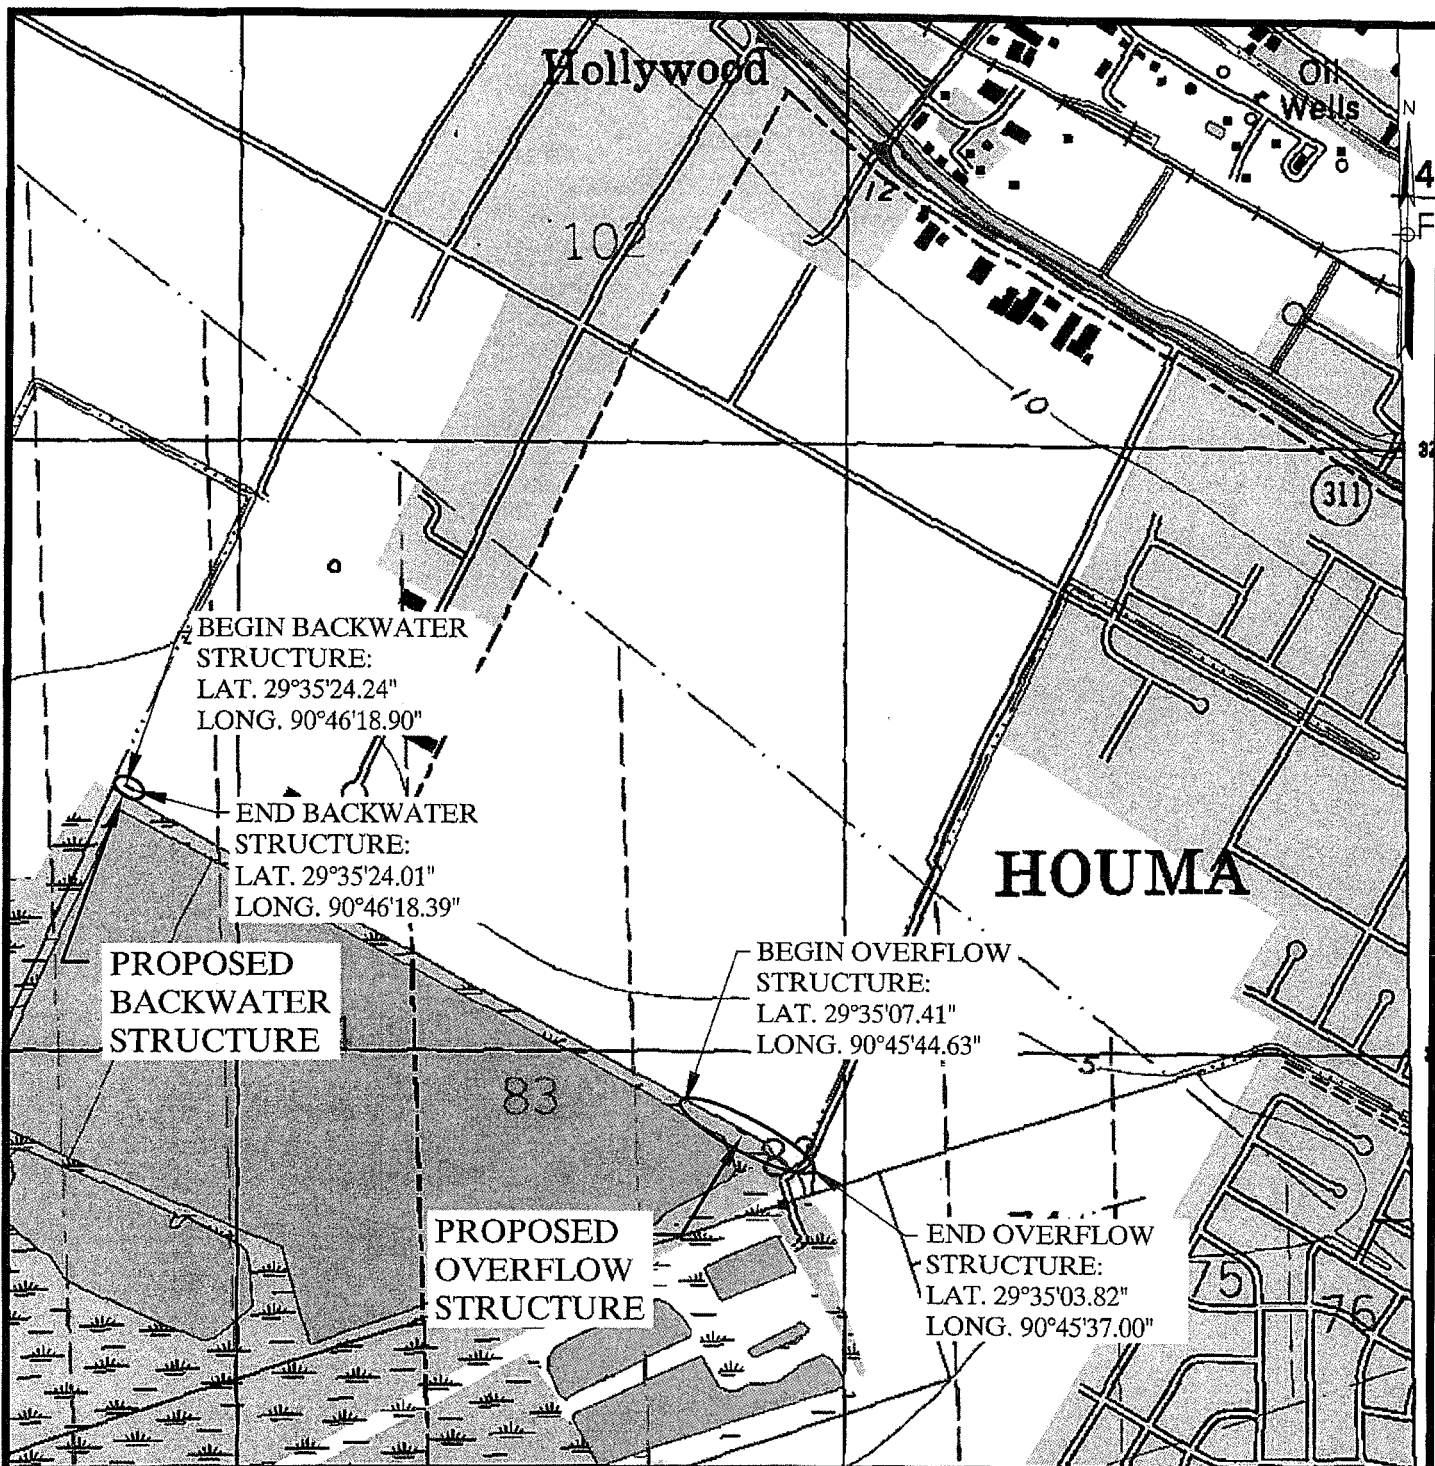 Hollywood
Oil
Wells
N
4
F
12
102
10
32
311
BEGIN BACKWATER
STRUCTURE:
LAT. 29°35'24.24"
LONG. 90°46'18.90"
END BACKWATER
STRUCTURE:
LAT. 29°35'24.01"
LONG. 90°46'18.39"
HOUMA
PROPOSED
BACKWATER
STRUCTURE
BEGIN OVERFLOW
STRUCTURE:
LAT. 29°35'07.41"
LONG. 90°45'44.63"
5
83
PROPOSED
OVERFLOW
STRUCTURE
END OVERFLOW
STRUCTURE:
LAT. 29°35'03.82"
LONG. 90°45'37.00"
75
76